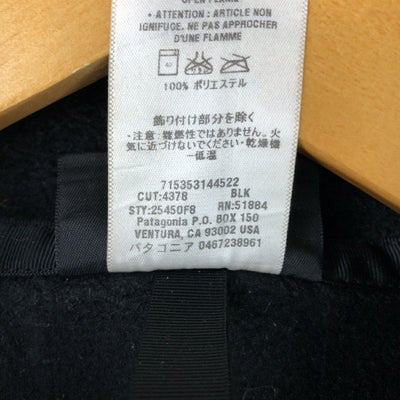 OPEN FLAME
• ATTENTION: ARTICLE NON
IGNIFUGE. NE PAS APPROCHER
D'UNE FLAMME
100% ポリエステル
飾り付け部分を除く
・注意：難燃性ではありません。火
気に近づけないでください・乾燥機
－低温
715353144522
CUT:4378 BLK
STY:25450F8 RN:51884
Patagonia P.O. BOX 150
VENTURA, CA 93002 USA
パタゴニア 0467238961